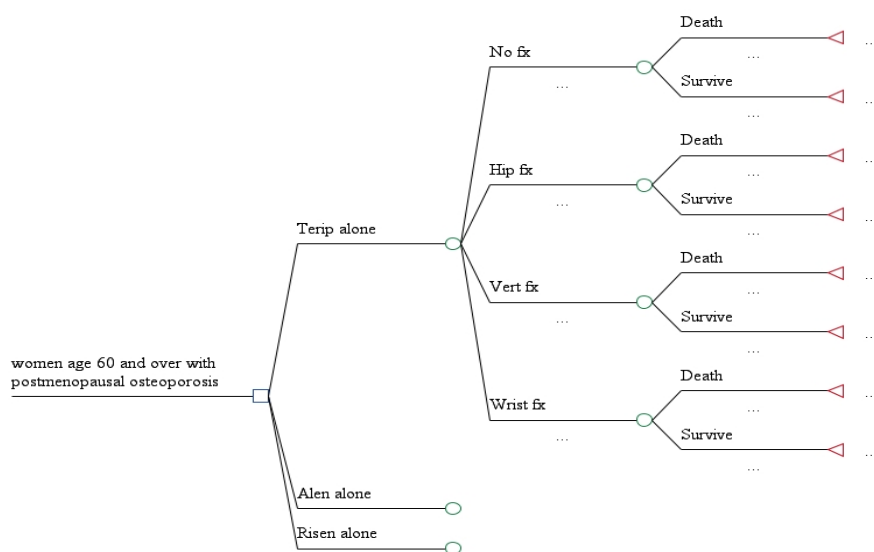 Death
...
No fx
...
...
Survive
...
Death
...
Hip fx
...
...
Survive
...
Terip alone
Death
...
Vert fx
...
...
Survive
...
women age 60 and over with
postmenopausal osteoporosis
Death
...
Wrist fx
...
...
Survive
...
Alen alone
Risen alone